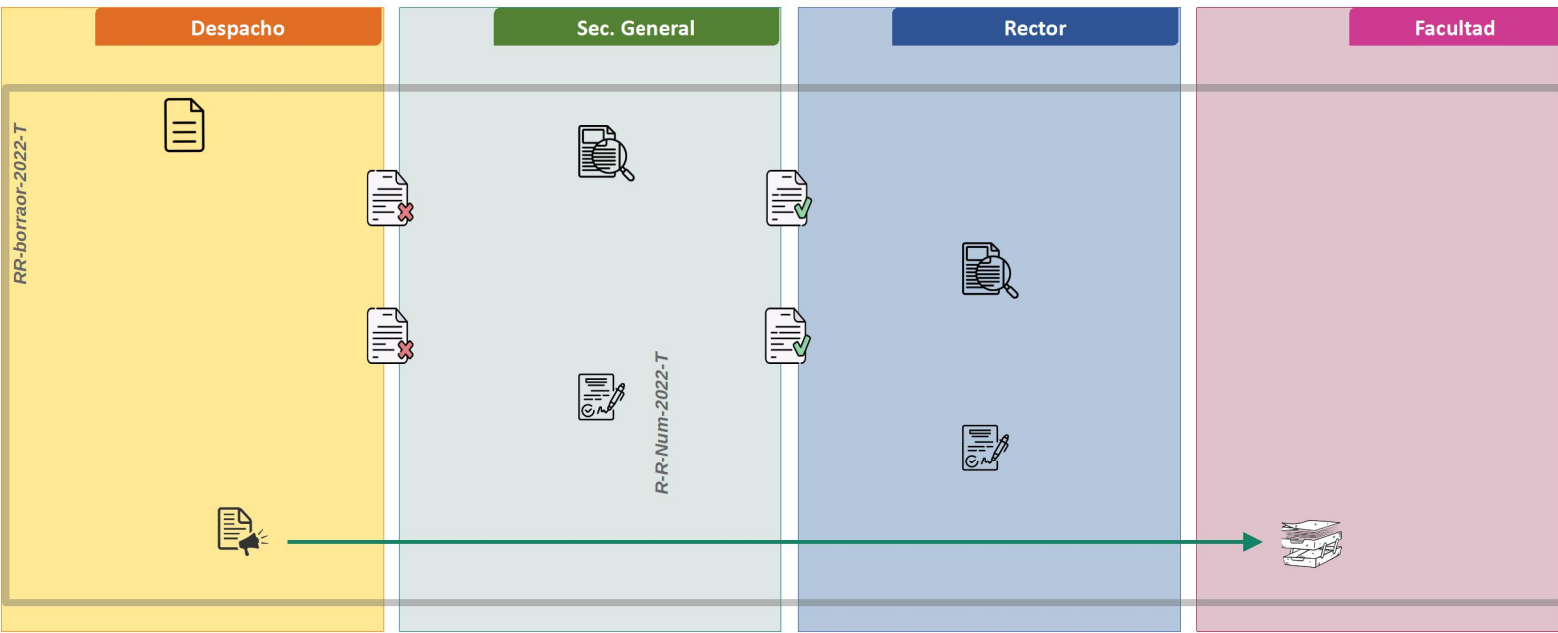 Despacho
Sec. General
Rector
Facultad
RR-borraor-2022-T
R-R-Num-2022-T